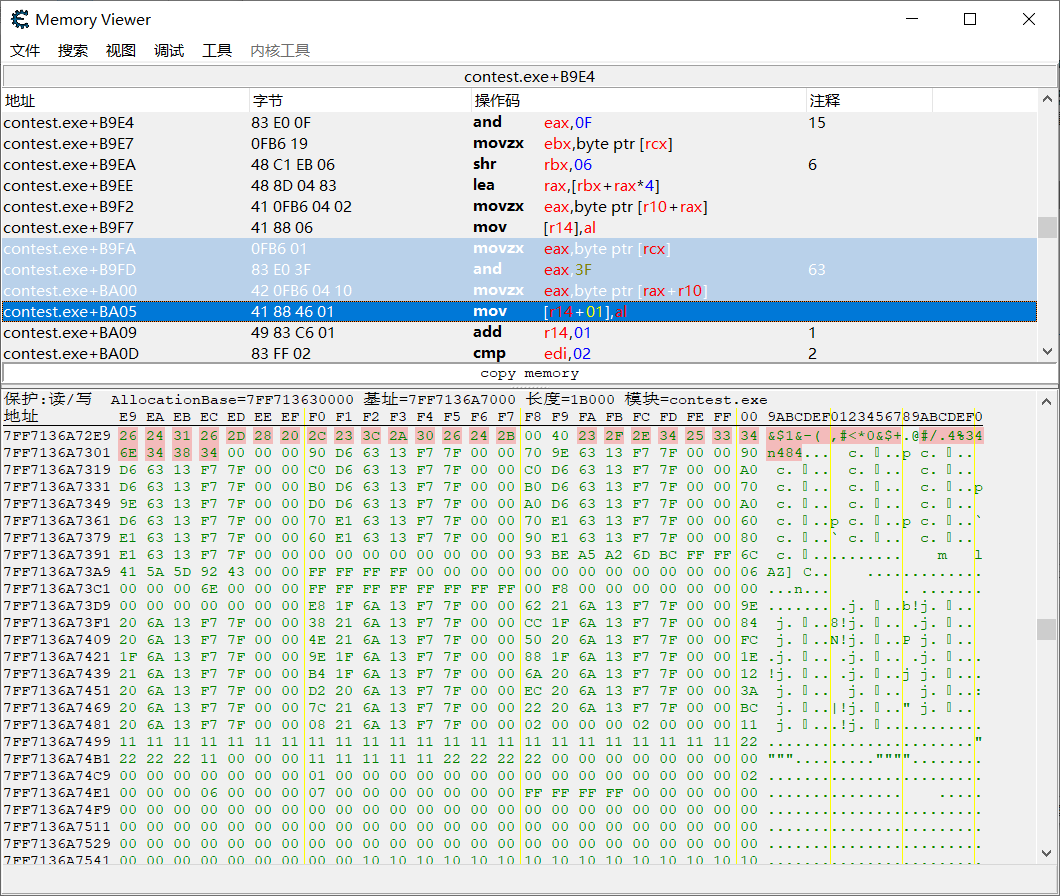 Memory Viewer
文件 搜索 视图 调试 工具 内核工具
contest.exe+B9E4
地址 字节 操作码 注释
contest.exe+B9E4 83 E0 0F and eax,0F 15
contest.exe+B9E7 0FB6 19 movzx ebx,byte ptr [rcx]
contest.exe+B9EA 48 C1 EB 06 shr rbx,06 6
contest.exe+B9EE 48 8D 04 83 lea rax,[rbx+rax*4]
contest.exe+B9F2 41 0FB6 04 02 movzx eax,byte ptr [r10+rax]
contest.exe+B9F7 41 88 06 mov [r14],al
contest.exe+B9FA 0FB6 01 movzx eax,byte ptr [rcx]
contest.exe+B9FD 83 E0 3F and eax,3F 63
contest.exe+BA00 42 0FB6 04 10 movzx eax,byte ptr [rax+r10]
contest.exe+BA05 41 88 46 01 mov [r14+01],al
contest.exe+BA09 49 83 C6 01 add r14,01 1
contest.exe+BA0D 83 FF 02 cmp edi,02 2
copy memory
保护:读/写 AllocationBase=7FF713630000 基址=7FF7136A7000 长度=1B000 模块=contest.exe
地址 E9 EA EB EC ED EE EF F0 F1 F2 F3 F4 F5 F6 F7 F8 F9 FA FB FC FD FE FF 00 9ABCDEF0123456789ABCDEF0
7FF7136A72E9 26 24 31 26 2D 28 20 2C 23 3C 2A 30 26 24 2B 00 40 23 2F 2E 34 25 33 34 &$1&-( ,#<*0&$+.@#/.4%34
7FF7136A7301 6E 34 38 34 00 00 00 90 D6 63 13 F7 7F 00 00 70 9E 63 13 F7 7F 00 00 90 n484... c. .. p c. ..
7FF7136A7319 D6 63 13 F7 7F 00 00 C0 D6 63 13 F7 7F 00 00 C0 D6 63 13 F7 7F 00 00 A0 c. .. c. .. c. ..
7FF7136A7331 D6 63 13 F7 7F 00 00 B0 D6 63 13 F7 7F 00 00 B0 D6 63 13 F7 7F 00 00 70 c. .. c. .. c. ..p
7FF7136A7349 9E 63 13 F7 7F 00 00 D0 D6 63 13 F7 7F 00 00 A0 D6 63 13 F7 7F 00 00 A0 c. .. c. .. c. ..
7FF7136A7361 D6 63 13 F7 7F 00 00 70 E1 63 13 F7 7F 00 00 70 E1 63 13 F7 7F 00 00 60 c. ..p c. ..p c. ..`
7FF7136A7379 E1 63 13 F7 7F 00 00 60 E1 63 13 F7 7F 00 00 90 E1 63 13 F7 7F 00 00 80 c. ..` c. .. c. ..
7FF7136A7391 E1 63 13 F7 7F 00 00 00 00 00 00 00 00 00 00 93 BE A5 A2 6D BC FF FF 6C c. .......... m l
7FF7136A73A9 41 5A 5D 92 43 00 00 FF FF FF FF 00 00 00 00 00 00 00 00 00 00 00 00 06 AZ] C.. .............
7FF7136A73C1 00 00 00 6E 00 00 00 FF FF FF FF FF FF FF FF 00 F8 00 00 00 00 00 00 00 ...n... . .......
7FF7136A73D9 00 00 00 00 00 00 00 E8 1F 6A 13 F7 7F 00 00 62 21 6A 13 F7 7F 00 00 9E ....... .j. ..b!j. ..
7FF7136A73F1 20 6A 13 F7 7F 00 00 38 21 6A 13 F7 7F 00 00 CC 1F 6A 13 F7 7F 00 00 84 j. ..8!j. .. .j. ..
7FF7136A7409 20 6A 13 F7 7F 00 00 4E 21 6A 13 F7 7F 00 00 50 20 6A 13 F7 7F 00 00 FC j. ..N!j. ..P j. ..
7FF7136A7421 1F 6A 13 F7 7F 00 00 9E 1F 6A 13 F7 7F 00 00 88 1F 6A 13 F7 7F 00 00 1E .j. .. .j. .. .j. ...
7FF7136A7439 21 6A 13 F7 7F 00 00 B4 1F 6A 13 F7 7F 00 00 6A 20 6A 13 F7 7F 00 00 12 !j. .. .j. ..j j. ...
7FF7136A7451 20 6A 13 F7 7F 00 00 D2 20 6A 13 F7 7F 00 00 EC 20 6A 13 F7 7F 00 00 3A j. .. j. .. j. ..:
7FF7136A7469 20 6A 13 F7 7F 00 00 7C 21 6A 13 F7 7F 00 00 22 20 6A 13 F7 7F 00 00 BC j. ..|!j. .." j. ..
7FF7136A7481 20 6A 13 F7 7F 00 00 08 21 6A 13 F7 7F 00 00 02 00 00 00 02 00 00 00 11 j. ...!j. ...........
7FF7136A7499 11 11 11 11 11 11 11 11 11 11 11 11 11 11 11 11 11 11 11 11 11 11 11 22 ......................."
7FF7136A74B1 22 22 22 11 00 00 00 11 11 11 11 11 22 22 22 22 00 00 00 00 00 00 00 00 """.........""""........
7FF7136A74C9 00 00 00 00 00 00 00 01 00 00 00 00 00 00 00 00 00 00 00 00 00 00 00 02 ........................
7FF7136A74E1 00 00 00 06 00 00 00 07 00 00 00 00 00 00 00 FF FF FF FF 00 00 00 00 00 ............... .....
7FF7136A74F9 00 00 00 00 00 00 00 00 00 00 00 00 00 00 00 00 00 00 00 00 00 00 00 00 ........................
7FF7136A7511 00 00 00 00 00 00 00 00 00 00 00 00 00 00 00 00 00 00 00 00 00 00 00 00 ........................
7FF7136A7529 00 00 00 00 00 00 00 00 00 00 00 00 00 00 00 00 00 00 00 00 00 00 00 00 ........................
7FF7136A7541 00 00 00 00 00 00 00 00 00 10 10 10 10 10 10 10 10 10 10 10 10 10 10 10 ........................